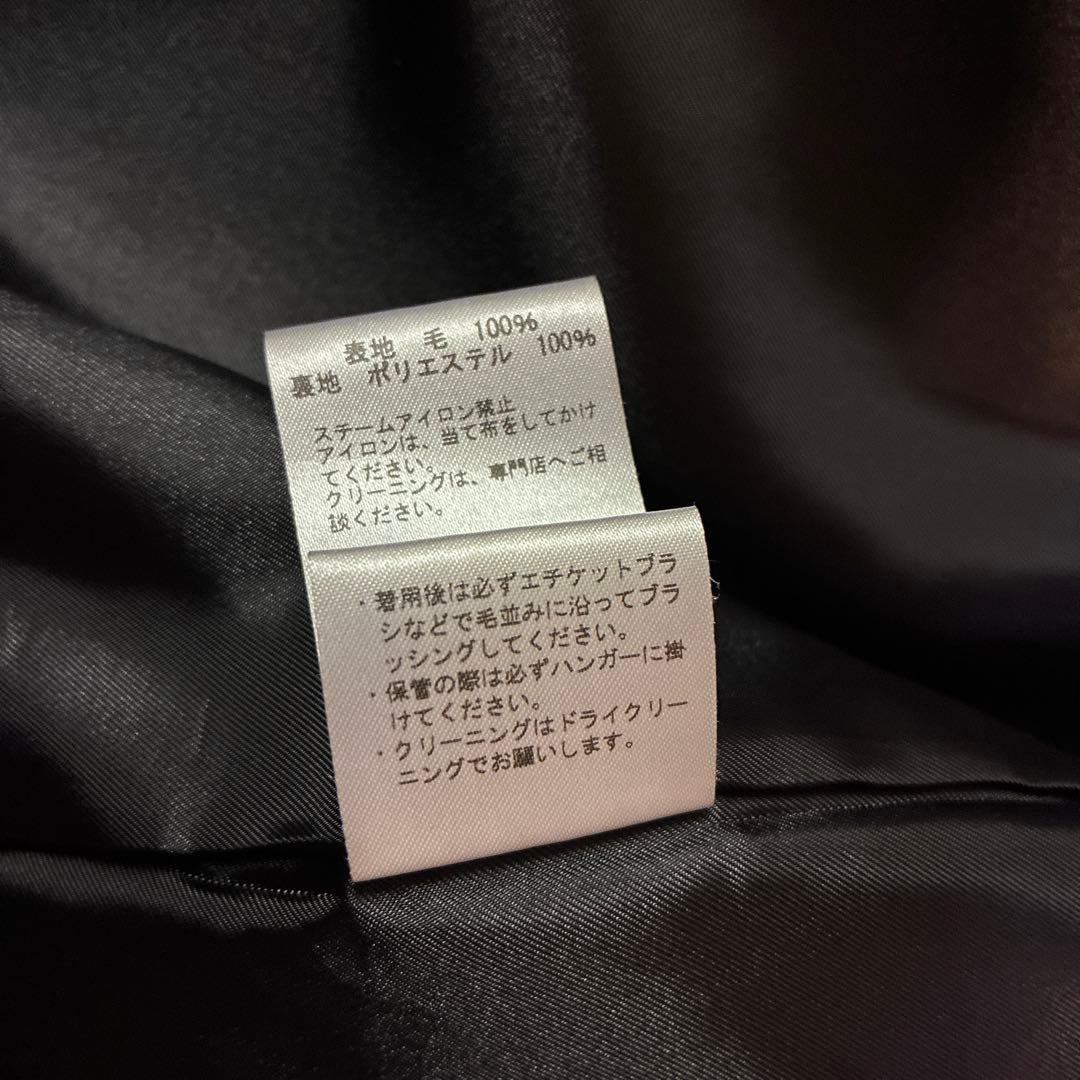 表地 毛 100%
裏地 ポリエステル 100%
スチームアイロン禁止
アイロンは、当て布をしてかけ
てください。
クリーニングは、専門店へご相
談ください。
・着用後は必ずエチケットブラ
シなどで毛並みに沿ってブラ
ッシングしてください。
・保管の際は必ずハンガーに掛
けてください。
・クリーニングはドライクリー
ニングでお願いします。